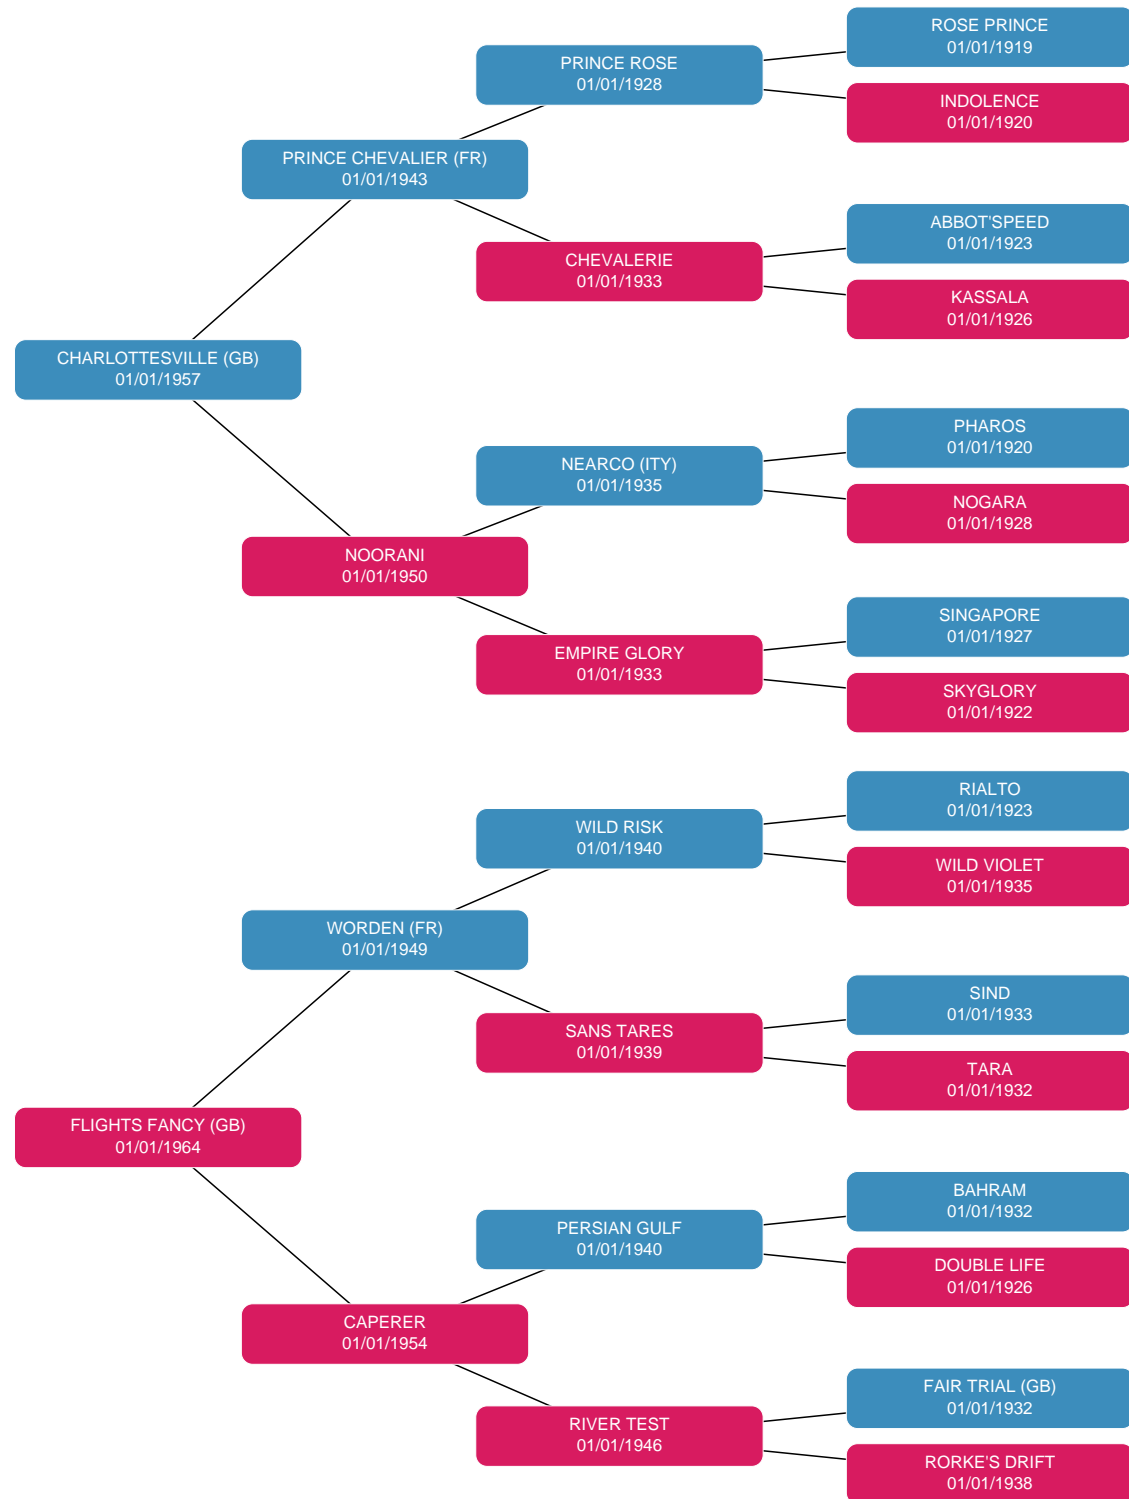 ROSE PRINCE
01/01/1919
PRINCE ROSE
01/01/1928
INDOLENCE
01/01/1920
PRINCE CHEVALIER (FR)
01/01/1943
ABBOT'SPEED
01/01/1923
CHEVALERIE
01/01/1933
KASSALA
01/01/1926
CHARLOTTESVILLE (GB)
01/01/1957
PHAROS
01/01/1920
NEARCO (ITY)
01/01/1935
NOGARA
01/01/1928
NOORANI
01/01/1950
SINGAPORE
01/01/1927
EMPIRE GLORY
01/01/1933
SKYGLORY
01/01/1922
RIALTO
01/01/1923
WILD RISK
01/01/1940
WILD VIOLET
01/01/1935
WORDEN (FR)
01/01/1949
SIND
01/01/1933
SANS TARES
01/01/1939
TARA
01/01/1932
FLIGHTS FANCY (GB)
01/01/1964
BAHRAM
01/01/1932
PERSIAN GULF
01/01/1940
DOUBLE LIFE
01/01/1926
CAPERER
01/01/1954
FAIR TRIAL (GB)
01/01/1932
RIVER TEST
01/01/1946
RORKE'S DRIFT
01/01/1938